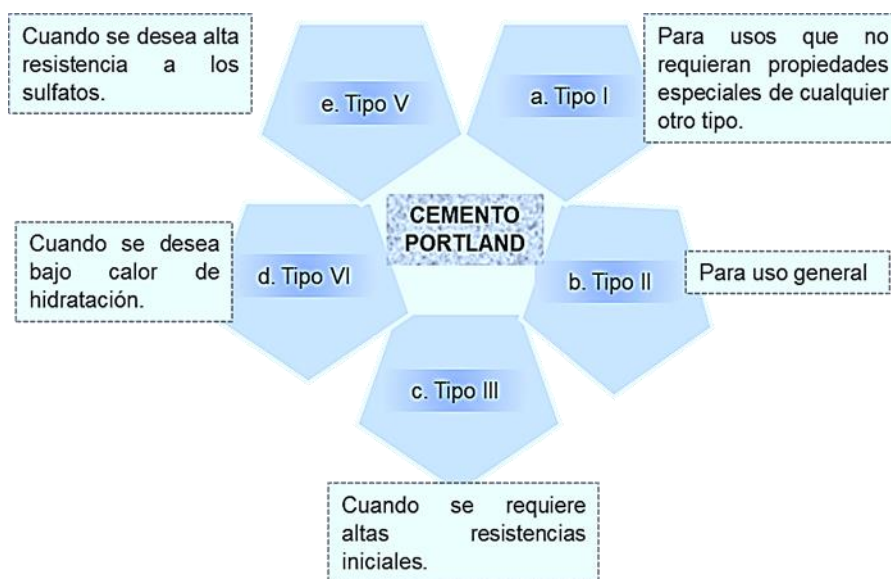 CEMENTO
PORTLAND
a. Tipo I
Para usos que no
requieran propiedades
especiales de cualquier
otro tipo.
b. Tipo II
Para uso general
c. Tipo III
Cuando se requiere
altas resistencias
iniciales.
d. Tipo VI
Cuando se desea
bajo calor de
hidratación.
e. Tipo V
Cuando se desea alta
resistencia a los
sulfatos.